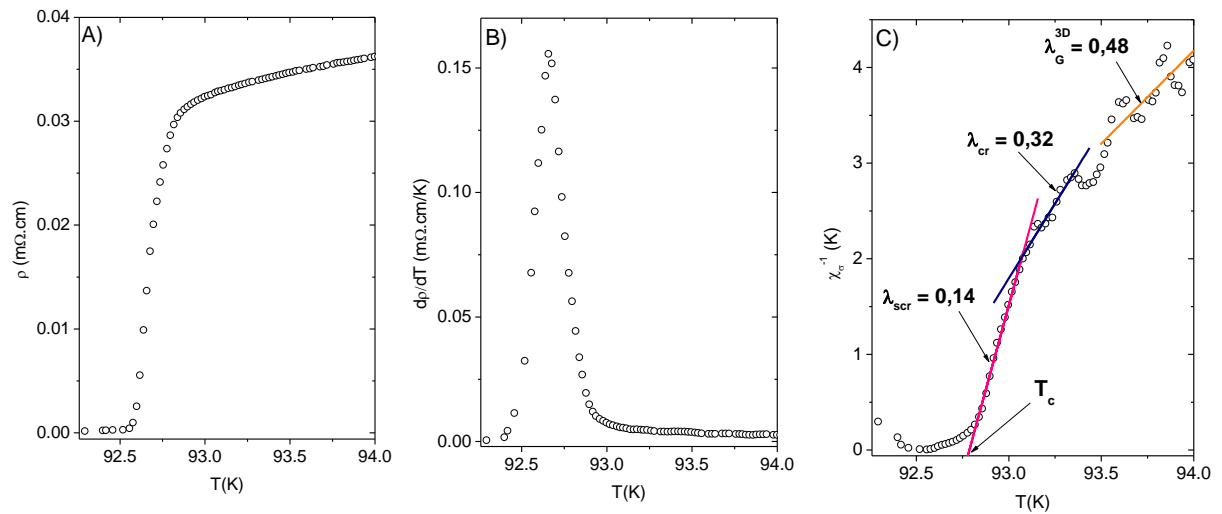 A)
0.04
0.03
0.02
0.01
0.00
ρ (mΩ.cm)
92.5 93.0 93.5 94.0
T(K)
B)
0.15
0.10
0.05
0.00
dρ/dT (mΩ.cm/K)
92.5 93.0 93.5 94.0
T(K)
C)
5
4
3
2
1
0
χσ⁻¹ (K)
λG³ᴰ = 0,48
λcr = 0,32
λscr = 0,14
Tc
92.5 93.0 93.5 94.0
T(K)